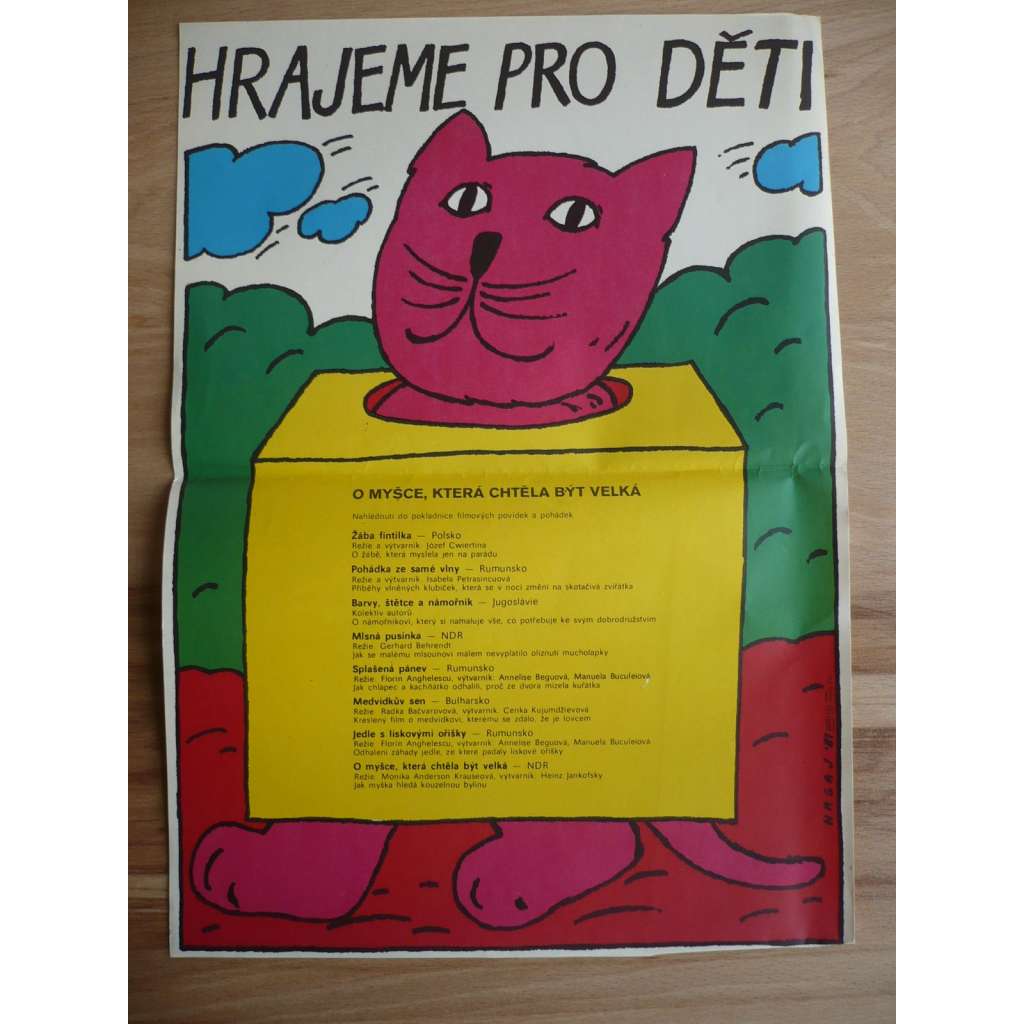 HRAJEME PRO DĚTI
O MYŠCE, KTERÁ CHTĚLA BÝT VELKÁ
Nahlédnutí do pokladnice filmových povídek a pohádek
Žába fintilka — Polsko
Režie a výtvarník: Józef Cwiertina
O žábě, která myslela jen na parádu
Pohádka ze samé vlny — Rumunsko
Režie a výtvarník: Isabela Petrasincuová
Příběhy vlněných klubíček, která se v noci změní na skotačivá zvířátka
Barvy, štětce a námořník — Jugoslávie
Kolektiv autorů
O námořníkovi, který si namaluje vše, co potřebuje ke svým dobrodružstvím
Mlsná pusinka — NDR
Režie: Gerhard Behrendt
Jak se malému mlsounovi málem nevyplatilo olíznutí mucholapky
Splašená pánev — Rumunsko
Režie: Florin Anghelescu, výtvarník: Annelise Beguová, Manuela Buculeiová
Jak chlapec a kachňátko odhalili, proč ze dvora mizela kuřátka
Medvídkův sen — Bulharsko
Režie: Radka Bačvarovová, výtvarník: Cenka Kujumdžievová
Kreslený film o medvídkovi, kterému se zdálo, že je lovcem
Jedle s lískovými oříšky — Rumunsko
Režie: Florin Anghelescu, výtvarník: Annelise Beguová, Manuela Buculeiová
Odhalení záhady jedle, ze které padaly lískové oříšky
O myšce, která chtěla být velká — NDR
Režie: Monika Anderson Krauseová, výtvarník: Heinz Jankofsky
Jak myška hledá kouzelnou bylinu
NAGAJ '81